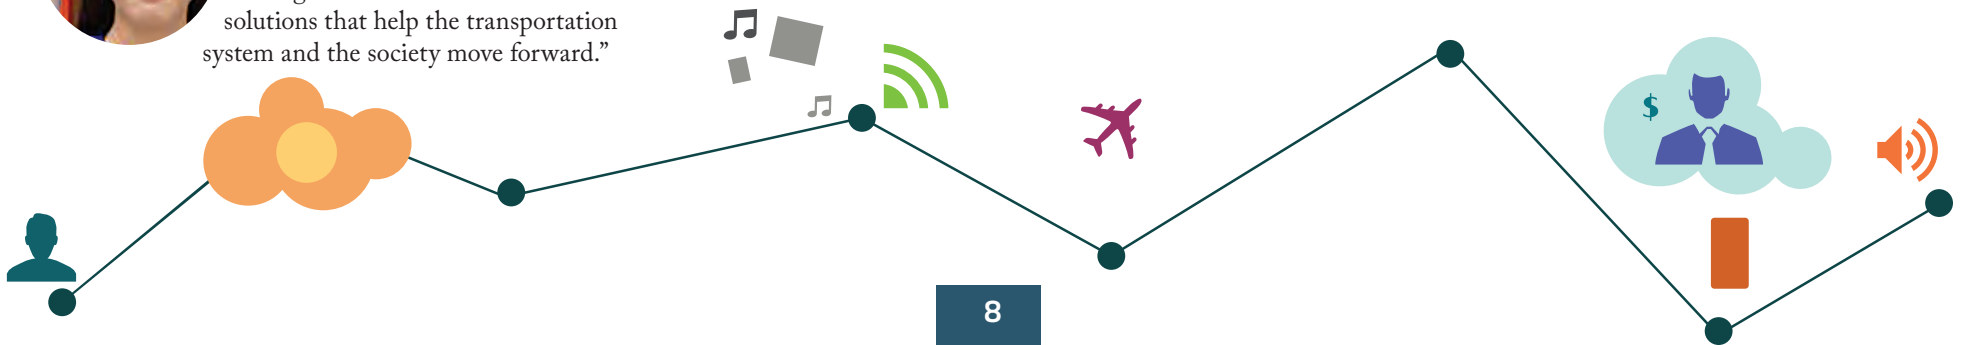 solutions that help the transportation
system and the society move forward.”
$
8